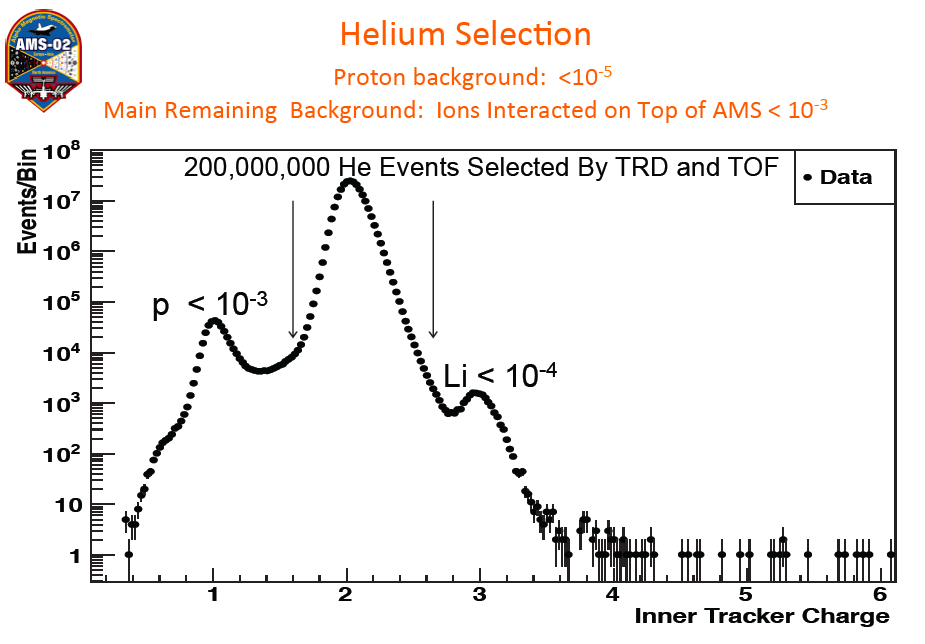 AMS-02
Helium Selection
Proton background: <10⁻⁵
Main Remaining Background: Ions Interacted on Top of AMS < 10⁻³
10⁸
200,000,000 He Events Selected By TRD and TOF
Data
Events/Bin
10⁷
10⁶
10⁵
p < 10⁻³
10⁴
Li < 10⁻⁴
10³
10²
10
1
1 2 3 4 5 6
Inner Tracker Charge